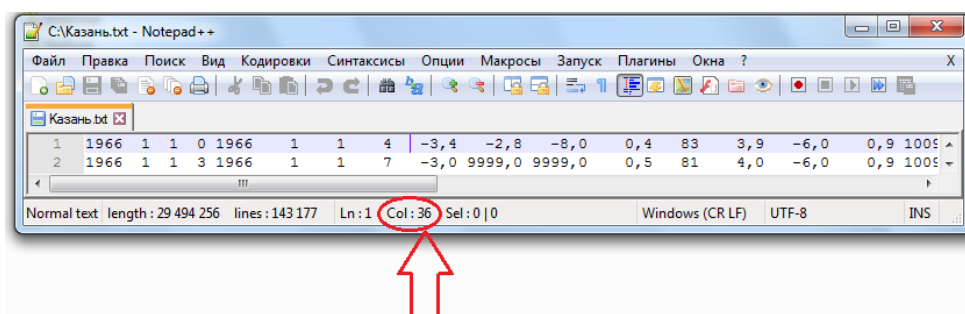 C:\Казань.txt - Notepad++
Файл Правка Поиск Вид Кодировки Синтаксисы Опции Макросы Запуск Плагины Окна ? X
Казань.txt
1 1966 1 1 0 1966 1 1 4 -3,4 -2,8 -8,0 0,4 83 3,9 -6,0 0,9 1009
2 1966 1 1 3 1966 1 1 7 -3,0 9999,0 9999,0 0,5 81 4,0 -6,0 0,9 1009
Normal text length : 29 494 256 lines : 143 177 Ln : 1 Col : 36 Sel : 0 | 0 Windows (CR LF) UTF-8 INS